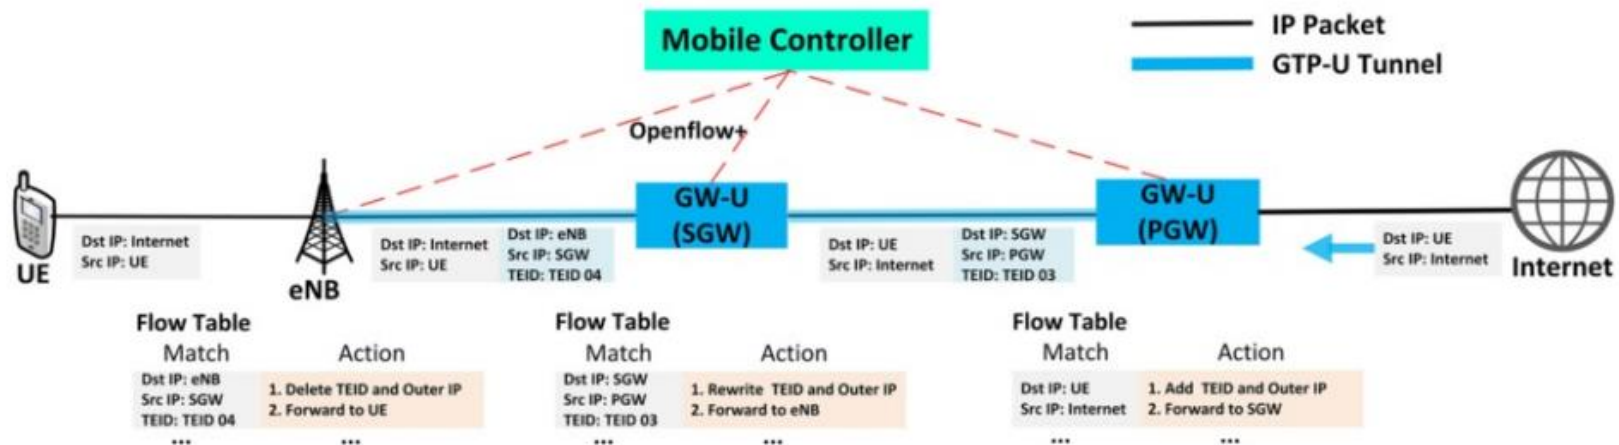 Mobile Controller
IP Packet
GTP-U Tunnel
Openflow+
UE
eNB
GW-U
(SGW)
GW-U
(PGW)
Internet
Dst IP: Internet
Src IP: UE
Dst IP: Internet
Src IP: UE
Dst IP: eNB
Src IP: SGW
TEID: TEID 04
Dst IP: UE
Src IP: Internet
Dst IP: SGW
Src IP: PGW
TEID: TEID 03
Dst IP: UE
Src IP: Internet
Flow Table
Match Action
Dst IP: eNB
Src IP: SGW
TEID: TEID 04
1. Delete TEID and Outer IP
2. Forward to UE
... ...
Flow Table
Match Action
Dst IP: SGW
Src IP: PGW
TEID: TEID 03
1. Rewrite TEID and Outer IP
2. Forward to eNB
... ...
Flow Table
Match Action
Dst IP: UE
Src IP: Internet
1. Add TEID and Outer IP
2. Forward to SGW
... ...